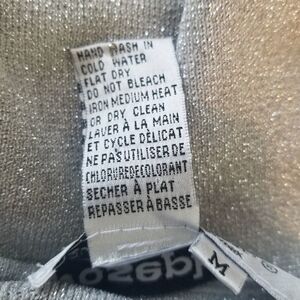 HAND WASH IN
COLD WATER
FLAT DRY
DO NOT BLEACH
IRON MEDIUM HEAT
OR DRY CLEAN
LAVER À LA MAIN
ET CYCLE DÉLICAT
NE PAS UTILISER DE
CHLORUREDECOLORANT
SECHER À PLAT
REPASSER À BASSE
M